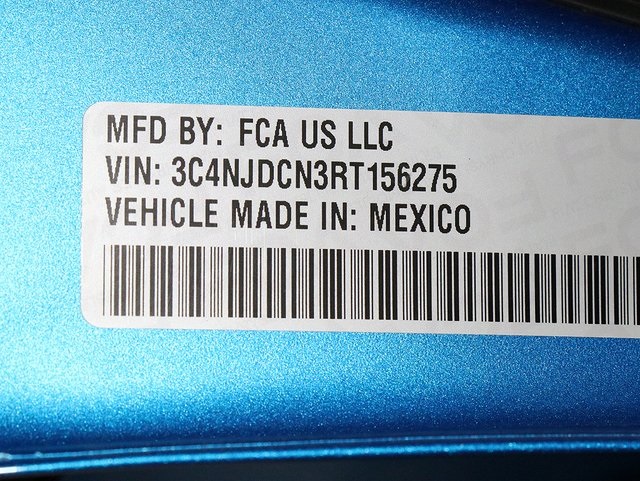 MFD BY: FCA US LLC
VIN: 3C4NJDCN3RT156275
VEHICLE MADE IN: MEXICO